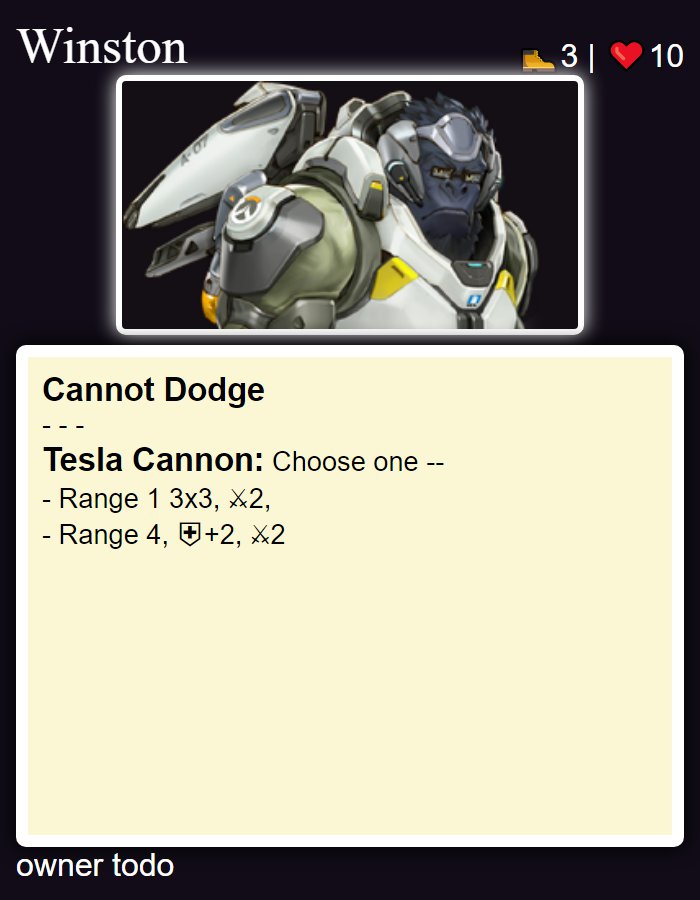 Winston
🥾 3 | ❤️ 10
A-07
Cannot Dodge
- - -
Tesla Cannon: Choose one --
- Range 1 3x3, ⚔2,
- Range 4, ⛨+2, ⚔2
owner todo